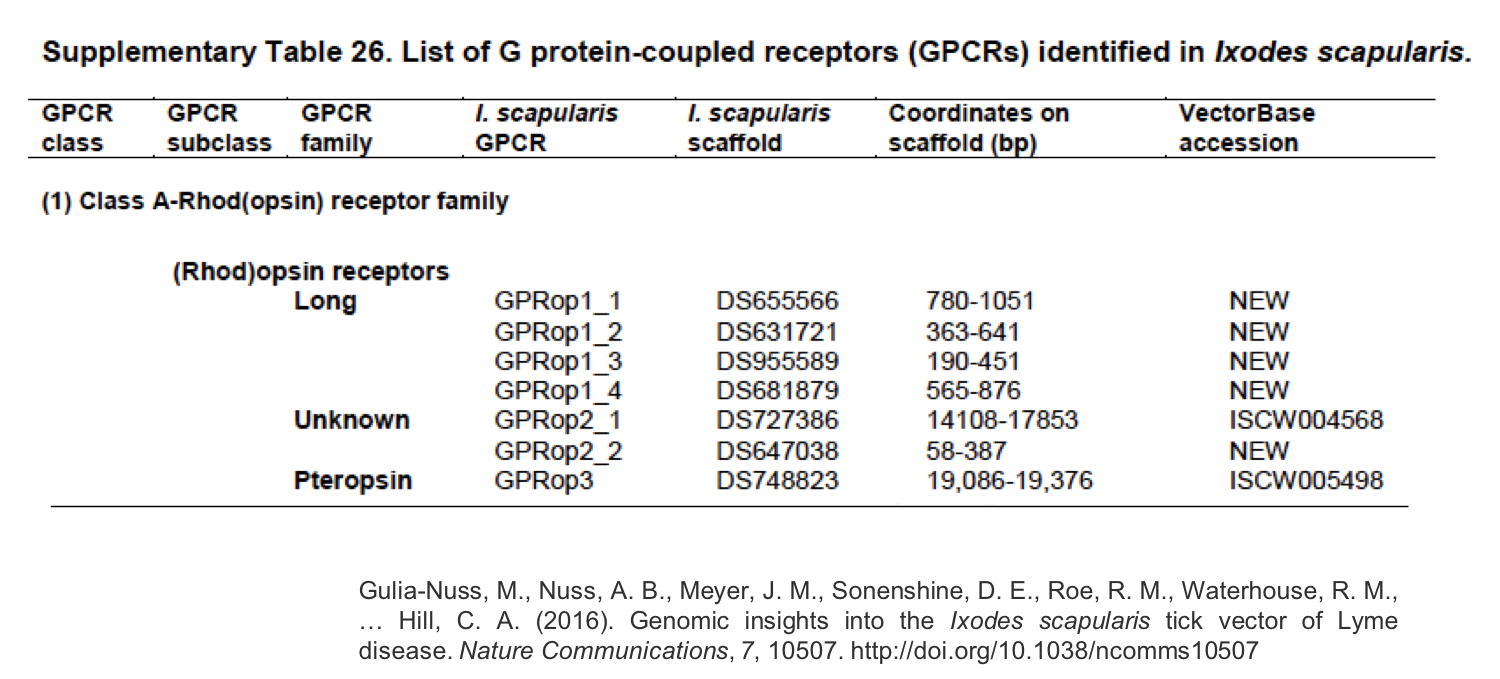 Supplementary Table 26. List of G protein-coupled receptors (GPCRs) identified in Ixodes scapularis.
GPCR class GPCR subclass GPCR family I. scapularis GPCR I. scapularis scaffold Coordinates on scaffold (bp) VectorBase accession
(1) Class A-Rhod(opsin) receptor family
(Rhod)opsin receptors
Long GPRop1_1 DS655566 780-1051 NEW
GPRop1_2 DS631721 363-641 NEW
GPRop1_3 DS955589 190-451 NEW
GPRop1_4 DS681879 565-876 NEW
Unknown GPRop2_1 DS727386 14108-17853 ISCW004568
GPRop2_2 DS647038 58-387 NEW
Pteropsin GPRop3 DS748823 19,086-19,376 ISCW005498
Gulia-Nuss, M., Nuss, A. B., Meyer, J. M., Sonenshine, D. E., Roe, R. M., Waterhouse, R. M.,
… Hill, C. A. (2016). Genomic insights into the Ixodes scapularis tick vector of Lyme
disease. Nature Communications, 7, 10507. http://doi.org/10.1038/ncomms10507